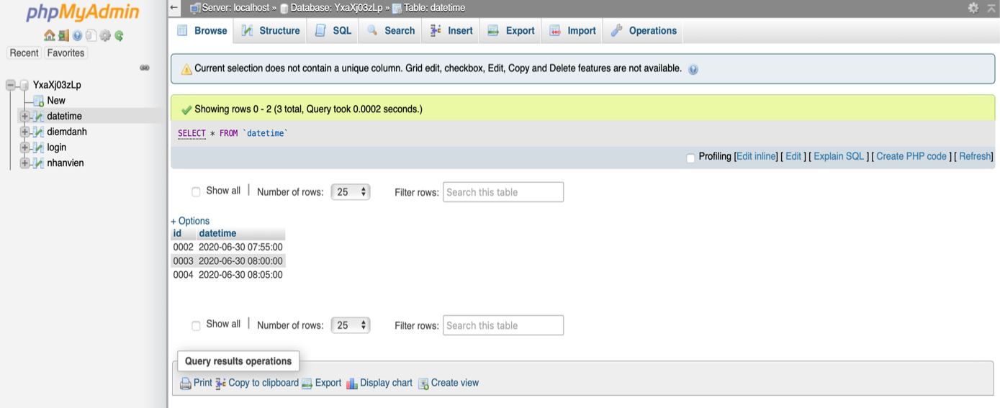 phpMyAdmin
Recent Favorites
YxaXj03zLp
New
datetime
diemdanh
login
nhanvien
Server: localhost » Database: YxaXj03zLp » Table: datetime
Browse Structure SQL Search Insert Export Import Operations
Current selection does not contain a unique column. Grid edit, checkbox, Edit, Copy and Delete features are not available.
Showing rows 0 - 2 (3 total, Query took 0.0002 seconds.)
SELECT * FROM `datetime`
Profiling [Edit inline] [ Edit ] [ Explain SQL ] [ Create PHP code ] [ Refresh]
Show all | Number of rows: 25 Filter rows: Search this table
+ Options
id datetime
0002 2020-06-30 07:55:00
0003 2020-06-30 08:00:00
0004 2020-06-30 08:05:00
Show all | Number of rows: 25 Filter rows: Search this table
Query results operations
Print Copy to clipboard Export Display chart Create view